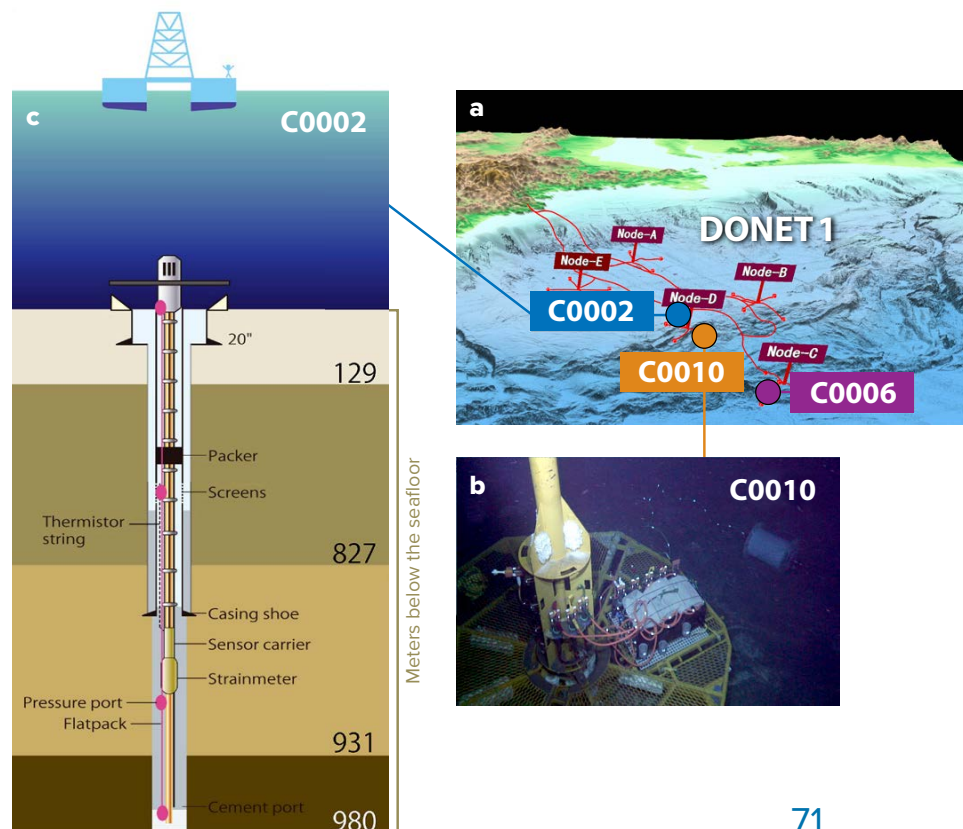 c
C0002
20"
129
Packer
Screens
Thermistor
string
827
Casing shoe
Sensor carrier
Strainmeter
Pressure port
Flatpack
931
Cement port
980
Meters below the seafloor
a
DONET 1
Node-A
Node-E
Node-B
Node-D
C0002
Node-C
C0010
C0006
b
C0010
71